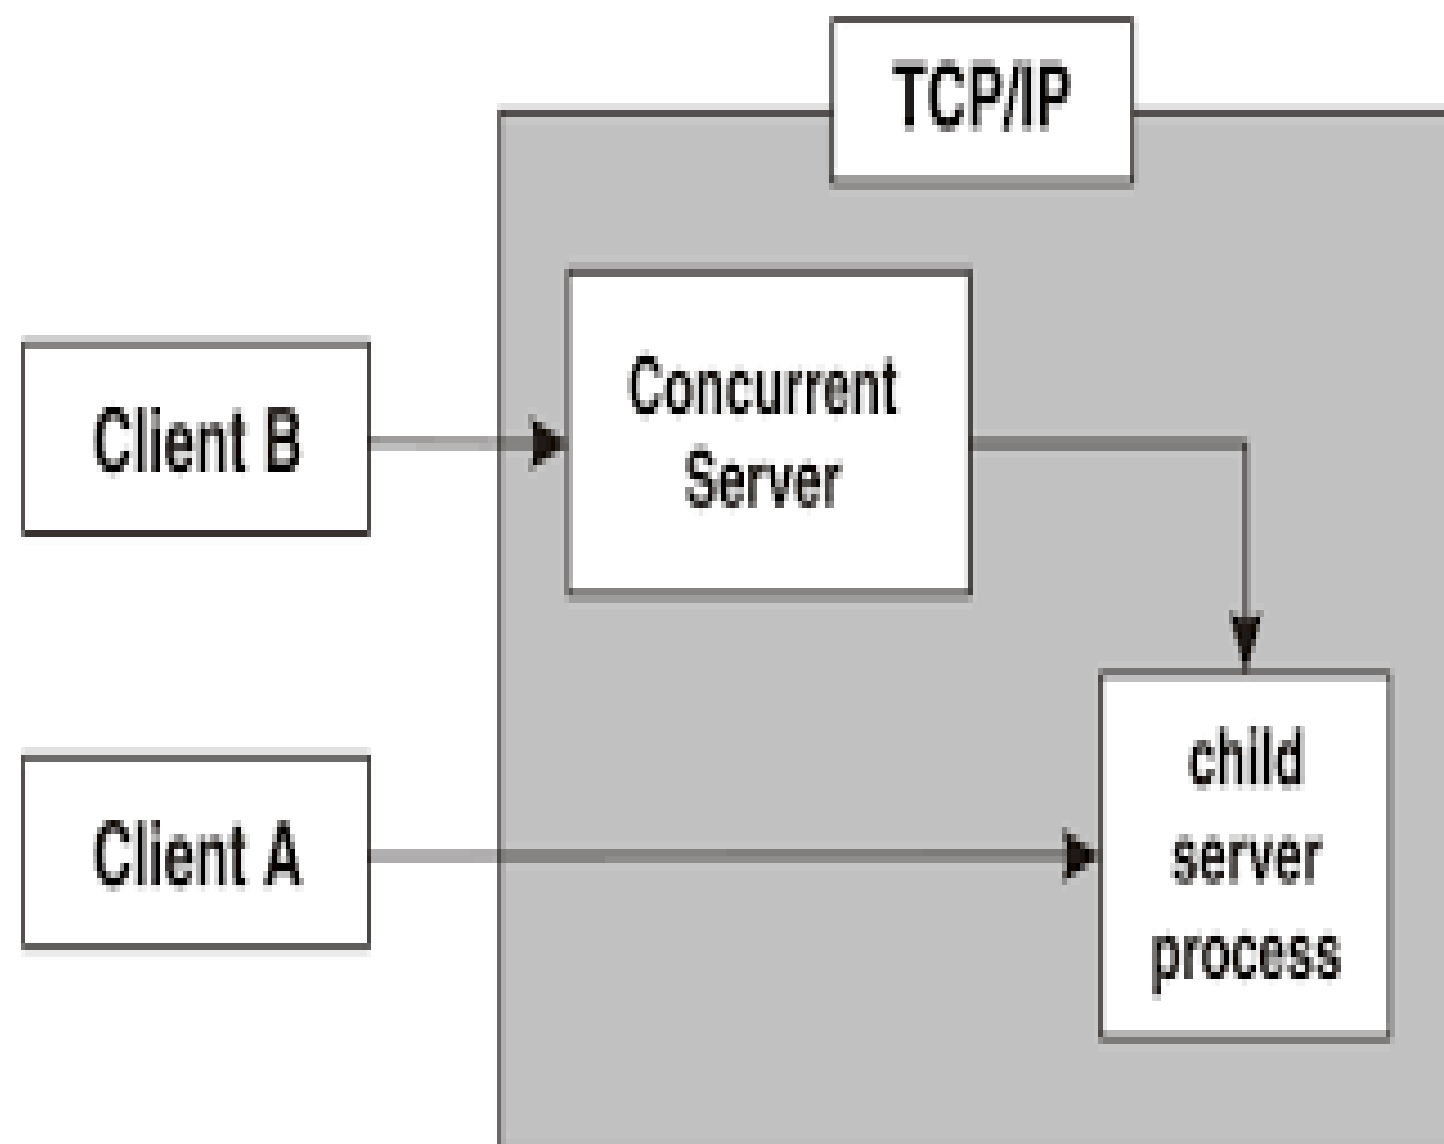 TCP/IP
Concurrent
Server
Client B
Client A
child
server
process